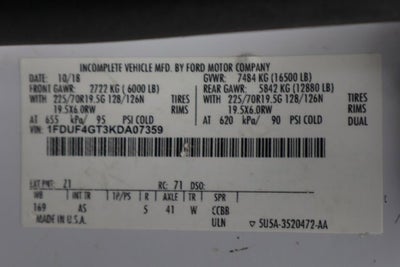 INCOMPLETE VEHICLE MFD. BY FORD MOTOR COMPANY
DATE: 10/18 GVWR: 7484 KG (16500 LB)
FRONT GAWR: 2722 KG ( 6000 LB) REAR GAWR: 5842 KG (12880 LB)
WITH 225/70R19.5G 128/126N TIRES WITH 225/70R19.5G 128/126N TIRES
19.5X6.0RW RIMS 19.5X6.0RW RIMS
AT 655 kPa/ 95 PSI COLD AT 620 kPa/ 90 PSI COLD DUAL
VIN: 1FDUF4GT3KDA07359
EXT PNT: Z1 RC: 71 DSO:
WB INT TR TP/PS R AXLE TR SPR
169 AS 5 41 W CCBB
MADE IN U.S.A. ULN ▽ 5U5A-3520472-AA